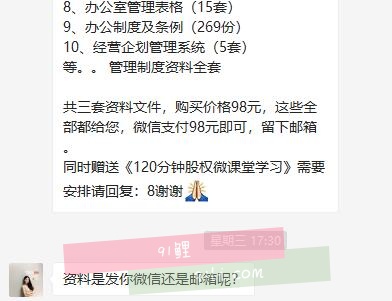 8、办公室管理表格（15套）
9、办公制度及条例（269份）
10、经营企划管理系统（5套）
等。。管理制度资料全套
共三套资料文件，购买价格98元，这些全
部都给您，微信支付98元即可，留下邮箱
。
同时赠送《120分钟股权微课堂学习》需要
安排请回复：8谢谢🙏
星期三 17:30
91鲤
资料是发你微信还是邮箱呢？